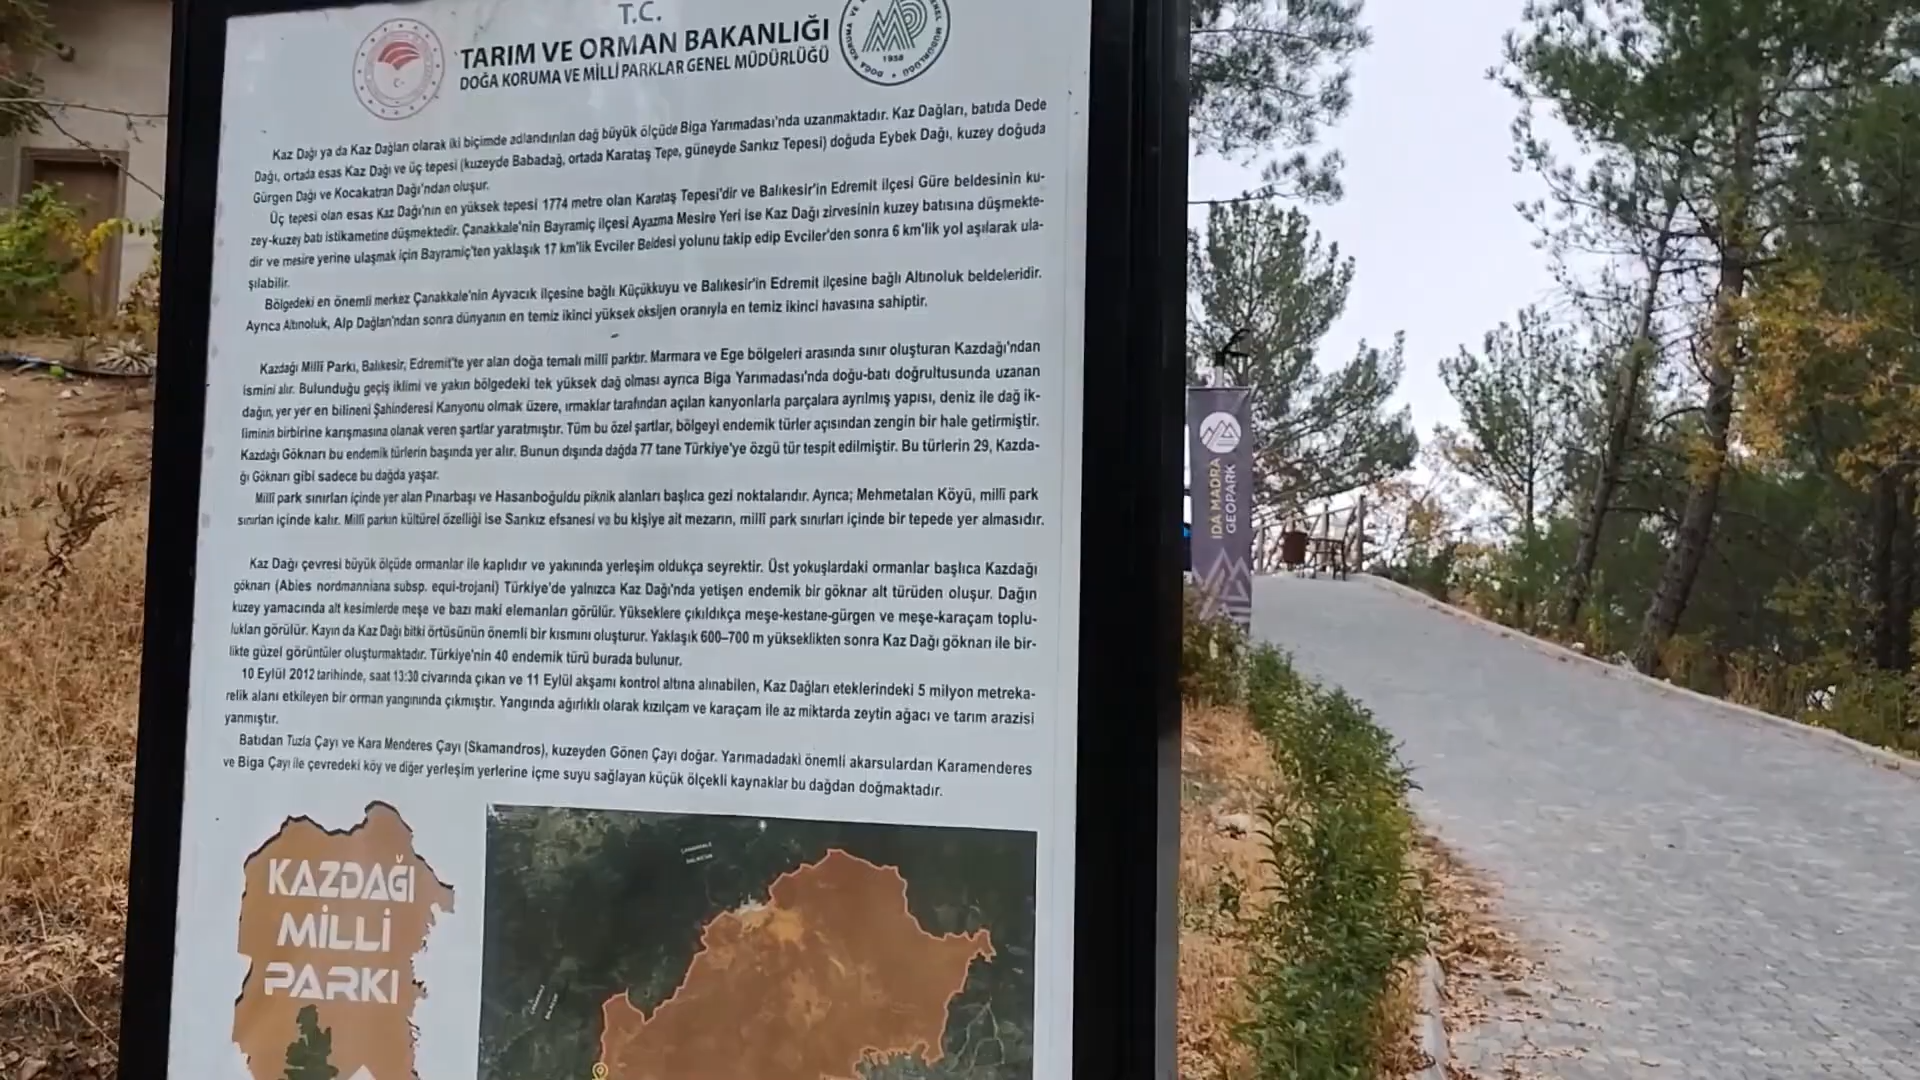 T.C.
TARIM VE ORMAN BAKANLIĞI
DOĞA KORUMA VE MİLLİ PARKLAR GENEL MÜDÜRLÜĞÜ
1958
Kaz Dağı ya da Kaz Dağları olarak iki biçimde adlandırılan dağ büyük ölçüde Biga Yarımadası'nda uzanmaktadır. Kaz Dağları, batıda Dede
Dağı, ortada esas Kaz Dağı ve üç tepesi (kuzeyde Babadağ, ortada Karataş Tepe, güneyde Sarıkız Tepesi) doğuda Eybek Dağı, kuzey doğuda
Gürgen Dağı ve Kocakatran Dağı'ndan oluşur.
Üç tepesi olan esas Kaz Dağı'nın en yüksek tepesi 1774 metre olan Karataş Tepesi'dir ve Balıkesir'in Edremit ilçesi Güre beldesinin ku-
zey-kuzey batı istikametine düşmektedir. Çanakkale'nin Bayramiç ilçesi Ayazma Mesire Yeri ise Kaz Dağı zirvesinin kuzey batısına düşmekte-
dir ve mesire yerine ulaşmak için Bayramiç'ten yaklaşık 17 km'lik Evciler Beldesi yolunu takip edip Evciler'den sonra 6 km'lik yol aşılarak ula-
şılabilir.
Bölgedeki en önemli merkez Çanakkale'nin Ayvacık ilçesine bağlı Küçükkuyu ve Balıkesir'in Edremit ilçesine bağlı Altınoluk beldeleridir.
Ayrıca Altınoluk, Alp Dağları'ndan sonra dünyanın en temiz ikinci yüksek oksijen oranıyla en temiz ikinci havasına sahiptir.
Kazdağı Millî Parkı, Balıkesir, Edremit'te yer alan doğa temalı millî parktır. Marmara ve Ege bölgeleri arasında sınır oluşturan Kazdağı'ndan
ismini alır. Bulunduğu geçiş iklimi ve yakın bölgedeki tek yüksek dağ olması ayrıca Biga Yarımadası'nda doğu-batı doğrultusunda uzanan
dağın, yer yer en bilineni Şahinderesi Kanyonu olmak üzere, ırmaklar tarafından açılan kanyonlarla parçalara ayrılmış yapısı, deniz ile dağ ik-
liminin birbirine karışmasına olanak veren şartlar yaratmıştır. Tüm bu özel şartlar, bölgeyi endemik türler açısından zengin bir hale getirmiştir.
Kazdağı Göknarı bu endemik türlerin başında yer alır. Bunun dışında dağda 77 tane Türkiye'ye özgü tür tespit edilmiştir. Bu türlerin 29, Kazda-
ğı Göknarı gibi sadece bu dağda yaşar.
Millî park sınırları içinde yer alan Pınarbaşı ve Hasanboğuldu piknik alanları başlıca gezi noktalarıdır. Ayrıca; Mehmetalan Köyü, millî park
sınırları içinde kalır. Millî parkın kültürel özelliği ise Sarıkız efsanesi ve bu kişiye ait mezarın, millî park sınırları içinde bir tepede yer almasıdır.
Kaz Dağı çevresi büyük ölçüde ormanlar ile kaplıdır ve yakınında yerleşim oldukça seyrektir. Üst yokuşlardaki ormanlar başlıca Kazdağı
göknarı (Abies nordmanniana subsp. equi-trojani) Türkiye'de yalnızca Kaz Dağı'nda yetişen endemik bir göknar alt türüden oluşur. Dağın
kuzey yamacında alt kesimlerde meşe ve bazı maki elemanları görülür. Yükseklere çıkıldıkça meşe-kestane-gürgen ve meşe-karaçam toplu-
lukları görülür. Kayın da Kaz Dağı bitki örtüsünün önemli bir kısmını oluşturur. Yaklaşık 600–700 m yükseklikten sonra Kaz Dağı göknarı ile bir-
likte güzel görüntüler oluşturmaktadır. Türkiye'nin 40 endemik türü burada bulunur.
10 Eylül 2012 tarihinde, saat 13:30 civarında çıkan ve 11 Eylül akşamı kontrol altına alınabilen, Kaz Dağları eteklerindeki 5 milyon metreka-
relik alanı etkileyen bir orman yangınında çıkmıştır. Yangında ağırlıklı olarak kızılçam ve karaçam ile az miktarda zeytin ağacı ve tarım arazisi
yanmıştır.
Batıdan Tuzla Çayı ve Kara Menderes Çayı (Skamandros), kuzeyden Gönen Çayı doğar. Yarımadadaki önemli akarsulardan Karamenderes
ve Biga Çayı ile çevredeki köy ve diğer yerleşim yerlerine içme suyu sağlayan küçük ölçekli kaynaklar bu dağdan doğmaktadır.
KAZDAĞI
MİLLİ
PARKI
IDA MADRA
GEOPARK